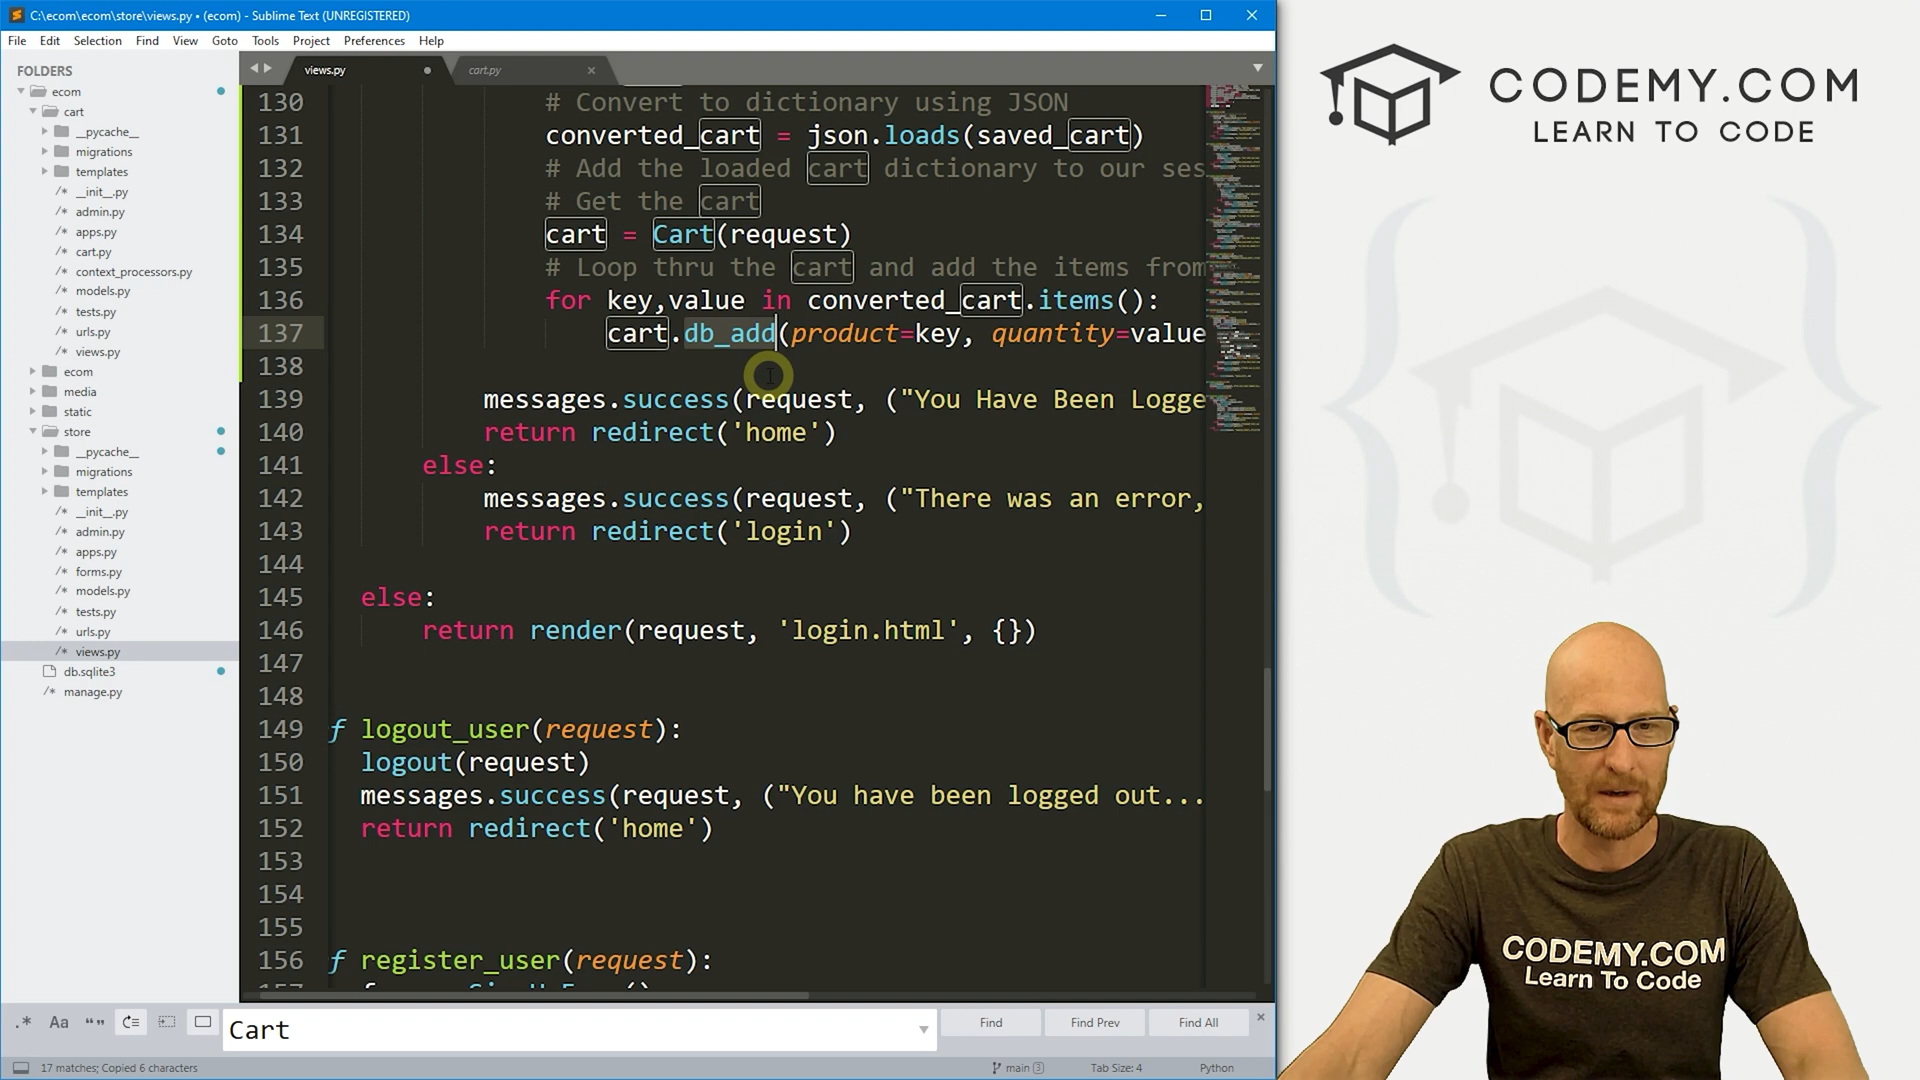 C:\ecom\ecom\store\views.py • (ecom) - Sublime Text (UNREGISTERED)
File Edit Selection Find View Goto Tools Project Preferences Help
FOLDERS
ecom
cart
__pycache__
migrations
templates
__init__.py
admin.py
apps.py
cart.py
context_processors.py
models.py
tests.py
urls.py
views.py
ecom
media
static
store
__pycache__
migrations
templates
__init__.py
admin.py
apps.py
forms.py
models.py
tests.py
urls.py
views.py
db.sqlite3
manage.py
views.py
cart.py
130 # Convert to dictionary using JSON
131 converted_cart = json.loads(saved_cart)
132 # Add the loaded cart dictionary to our ses
133 # Get the cart
134 cart = Cart(request)
135 # Loop thru the cart and add the items from
136 for key,value in converted_cart.items():
137 cart.db_add(product=key, quantity=value
138
139 messages.success(request, ("You Have Been Logge
140 return redirect('home')
141 else:
142 messages.success(request, ("There was an error,
143 return redirect('login')
144
145 else:
146 return render(request, 'login.html', {})
147
148
149 f logout_user(request):
150 logout(request)
151 messages.success(request, ("You have been logged out...
152 return redirect('home')
153
154
155
156 f register_user(request):
.* Aa “” Cart Find Find Prev Find All
17 matches; Copied 6 characters
main 3 Tab Size: 4 Python
CODEMY.COM
LEARN TO CODE
CODEMY.COM
Learn To Code